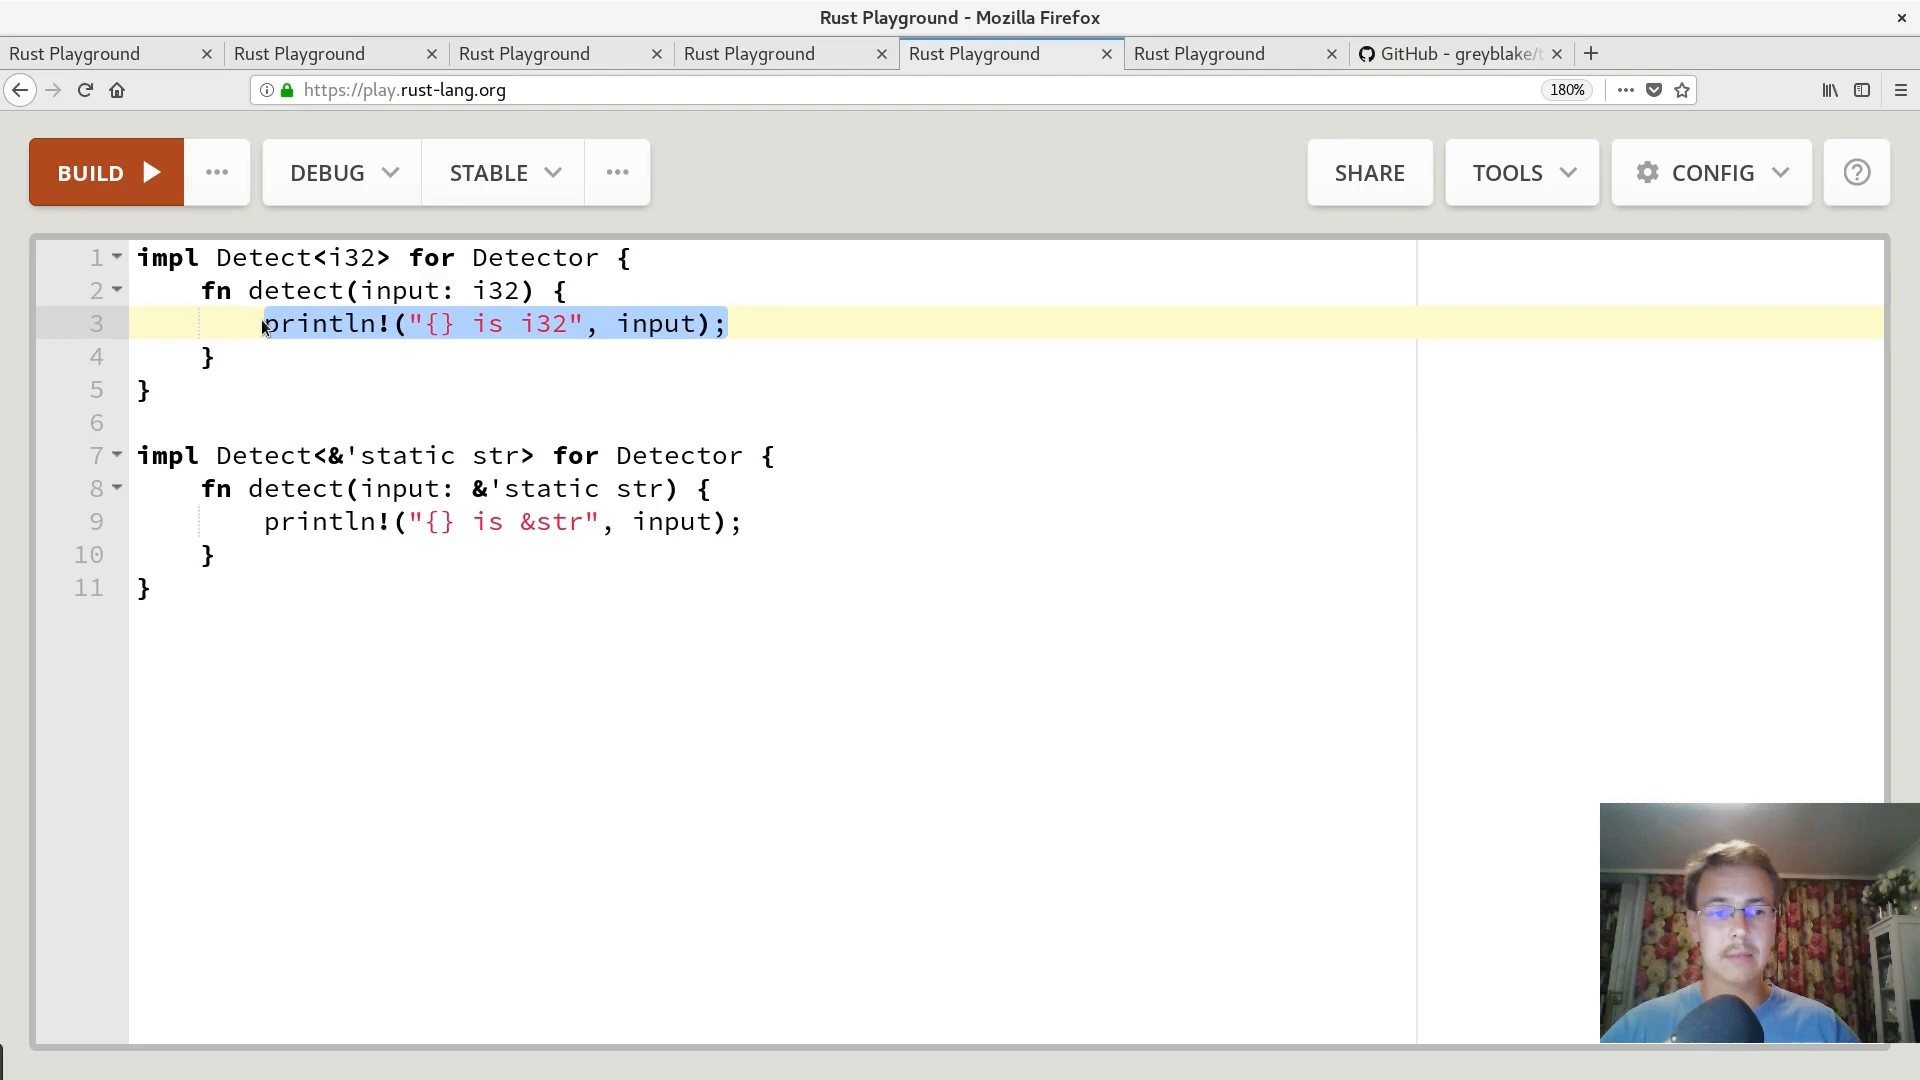 Rust Playground - Mozilla Firefox
Rust Playground
Rust Playground
Rust Playground
Rust Playground
Rust Playground
Rust Playground
GitHub - greyblake/t
https://play.rust-lang.org
180%
BUILD
DEBUG
STABLE
SHARE
TOOLS
CONFIG
1 impl Detect<i32> for Detector {
2     fn detect(input: i32) {
3         println!("{} is i32", input);
4     }
5 }
6
7 impl Detect<&'static str> for Detector {
8     fn detect(input: &'static str) {
9         println!("{} is &str", input);
10     }
11 }